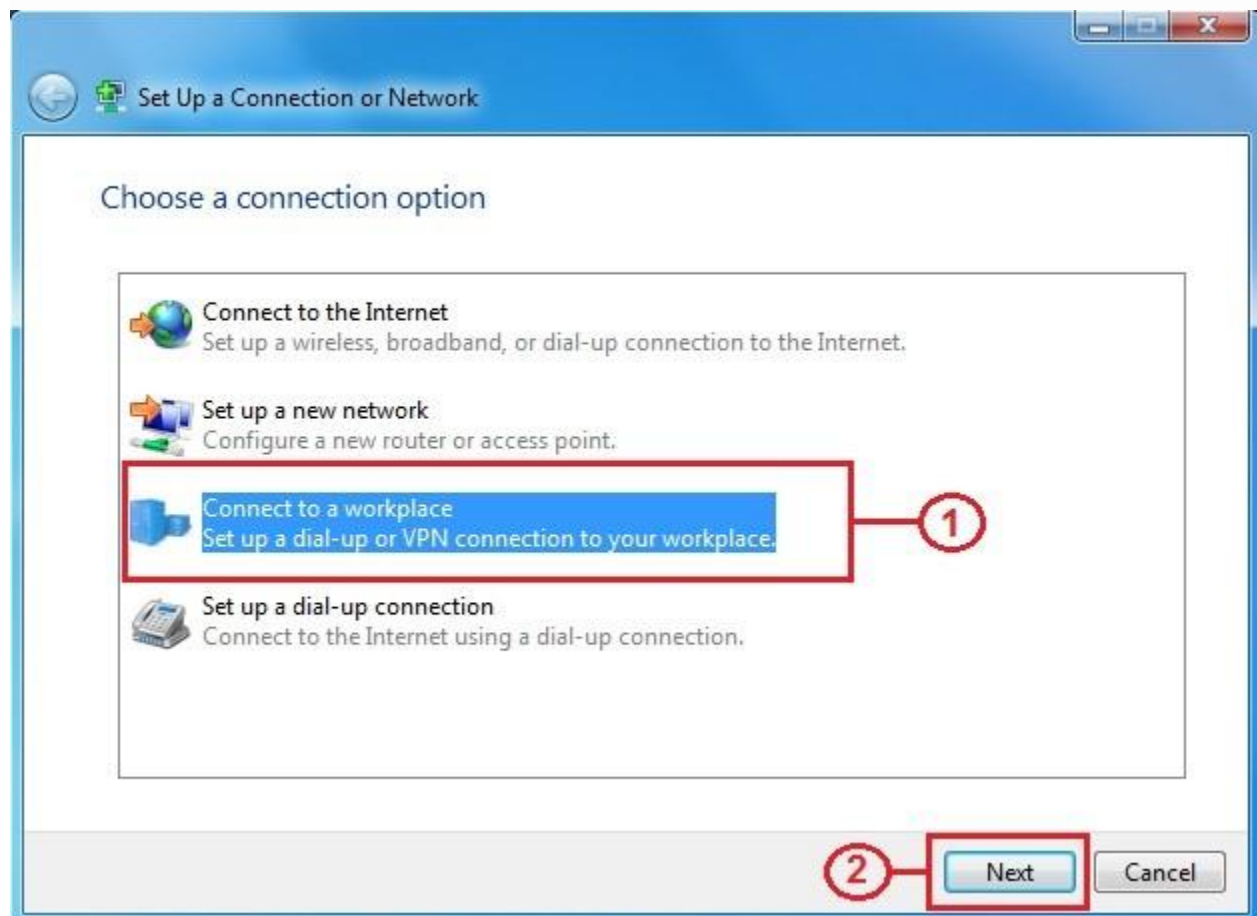 Set Up a Connection or Network
Choose a connection option
Connect to the Internet
Set up a wireless, broadband, or dial-up connection to the Internet.
Set up a new network
Configure a new router or access point.
Connect to a workplace
Set up a dial-up or VPN connection to your workplace.
1
Set up a dial-up connection
Connect to the Internet using a dial-up connection.
2
Next
Cancel